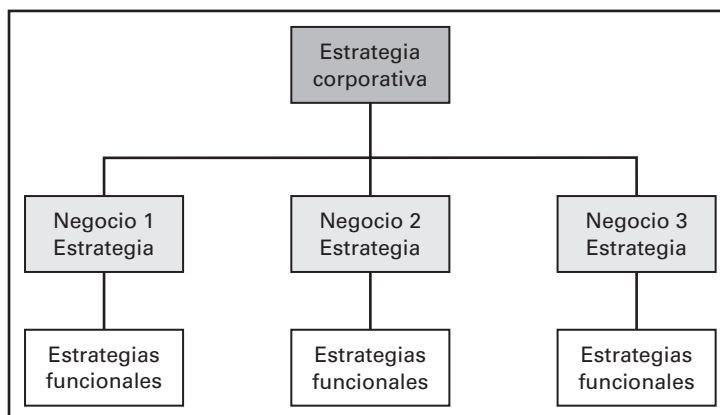 Estrategia
corporativa
Negocio 1
Estrategia
Negocio 2
Estrategia
Negocio 3
Estrategia
Estrategias
funcionales
Estrategias
funcionales
Estrategias
funcionales